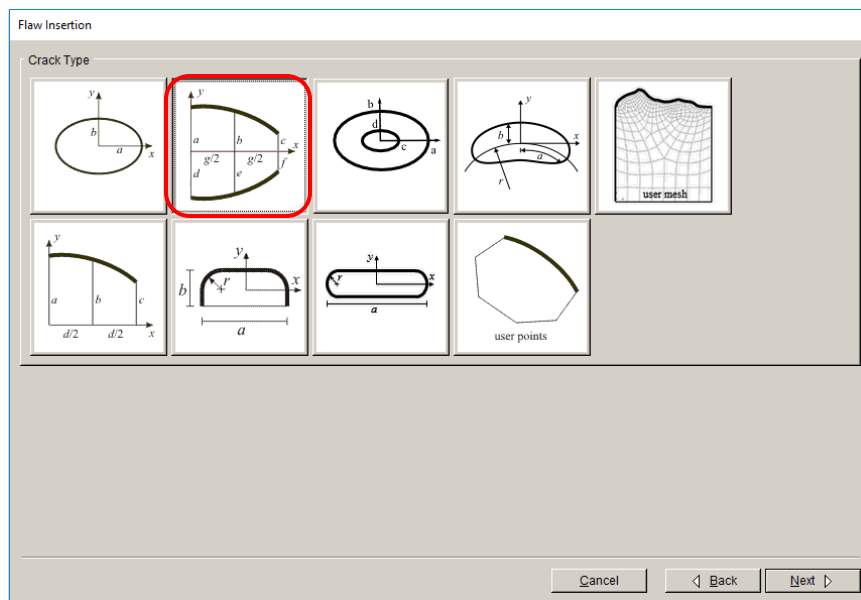 Flaw Insertion
Crack Type
y
b
a
x
y
a
b
c
x
g/2
g/2
f
d
e
b
d
c
a
y
b
x
a
r
user mesh
y
a
b
c
d/2
d/2
x
y
b
r
x
a
y
r
x
a
user points
Cancel
Back
Next